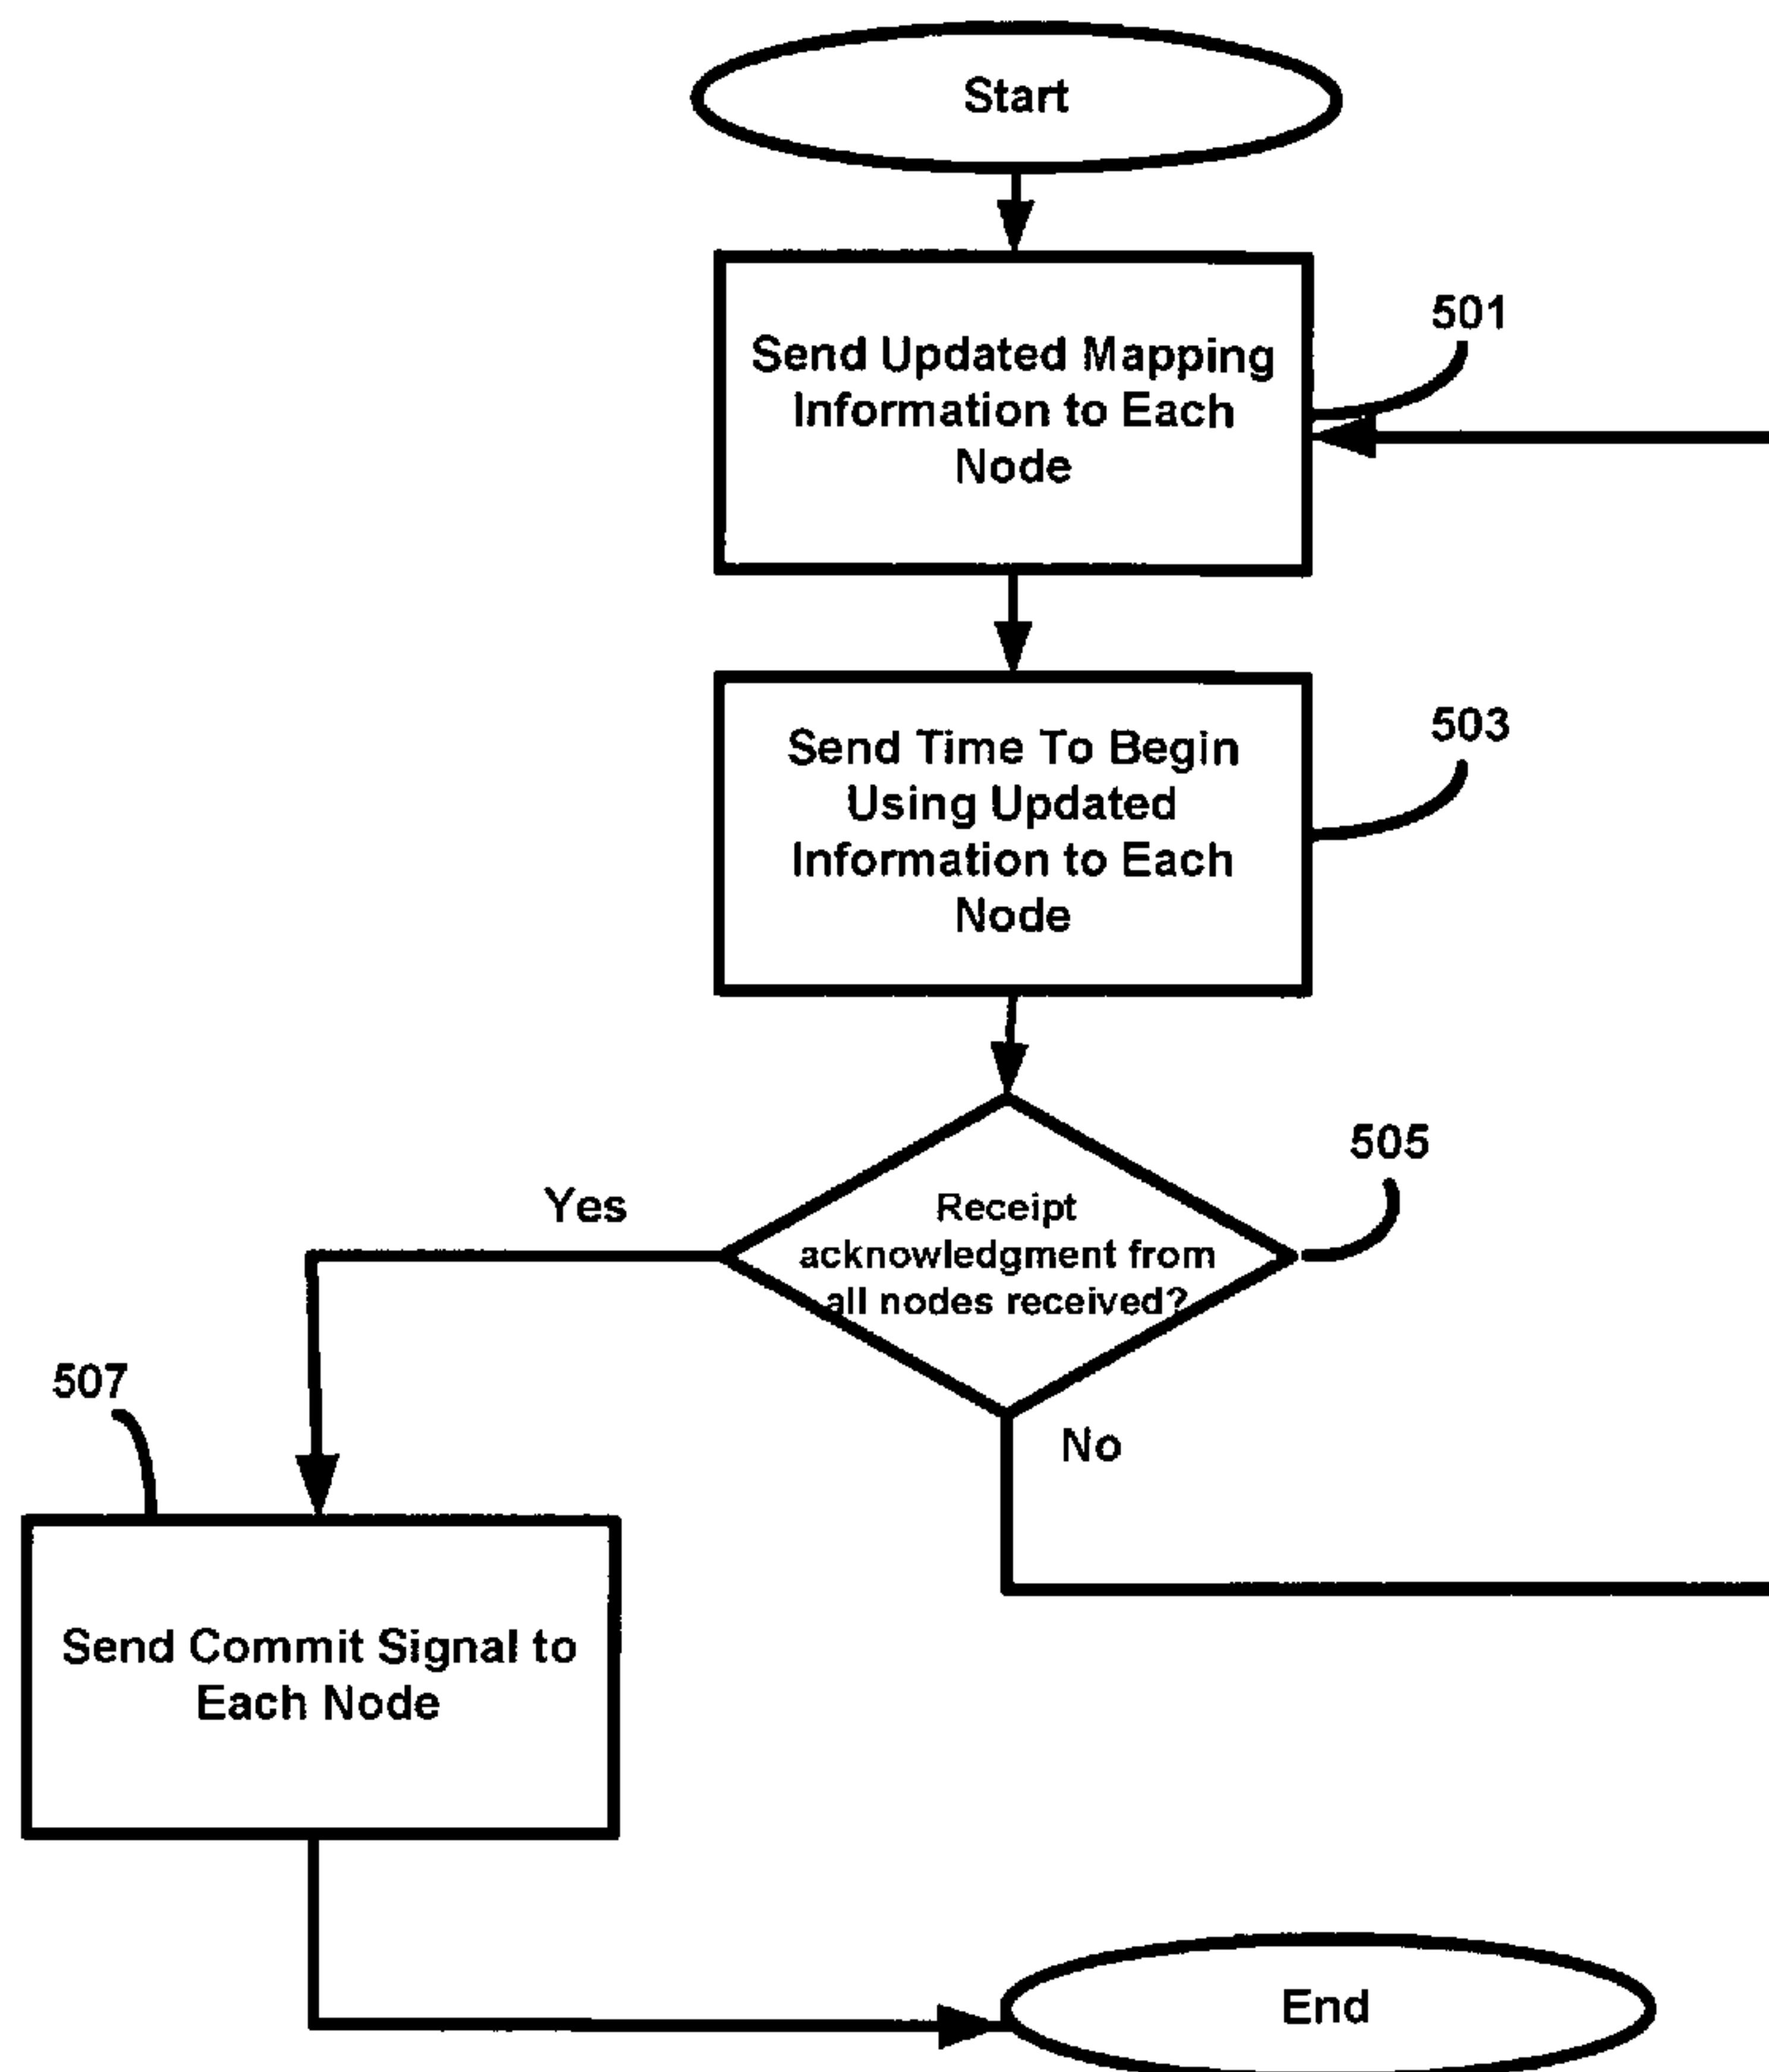 Start
Send Updated Mapping
Information to Each
Node
501
Send Time To Begin
Using Updated
Information to Each
Node
503
Receipt
acknowledgment from
all nodes received?
505
Yes
No
507
Send Commit Signal to
Each Node
End